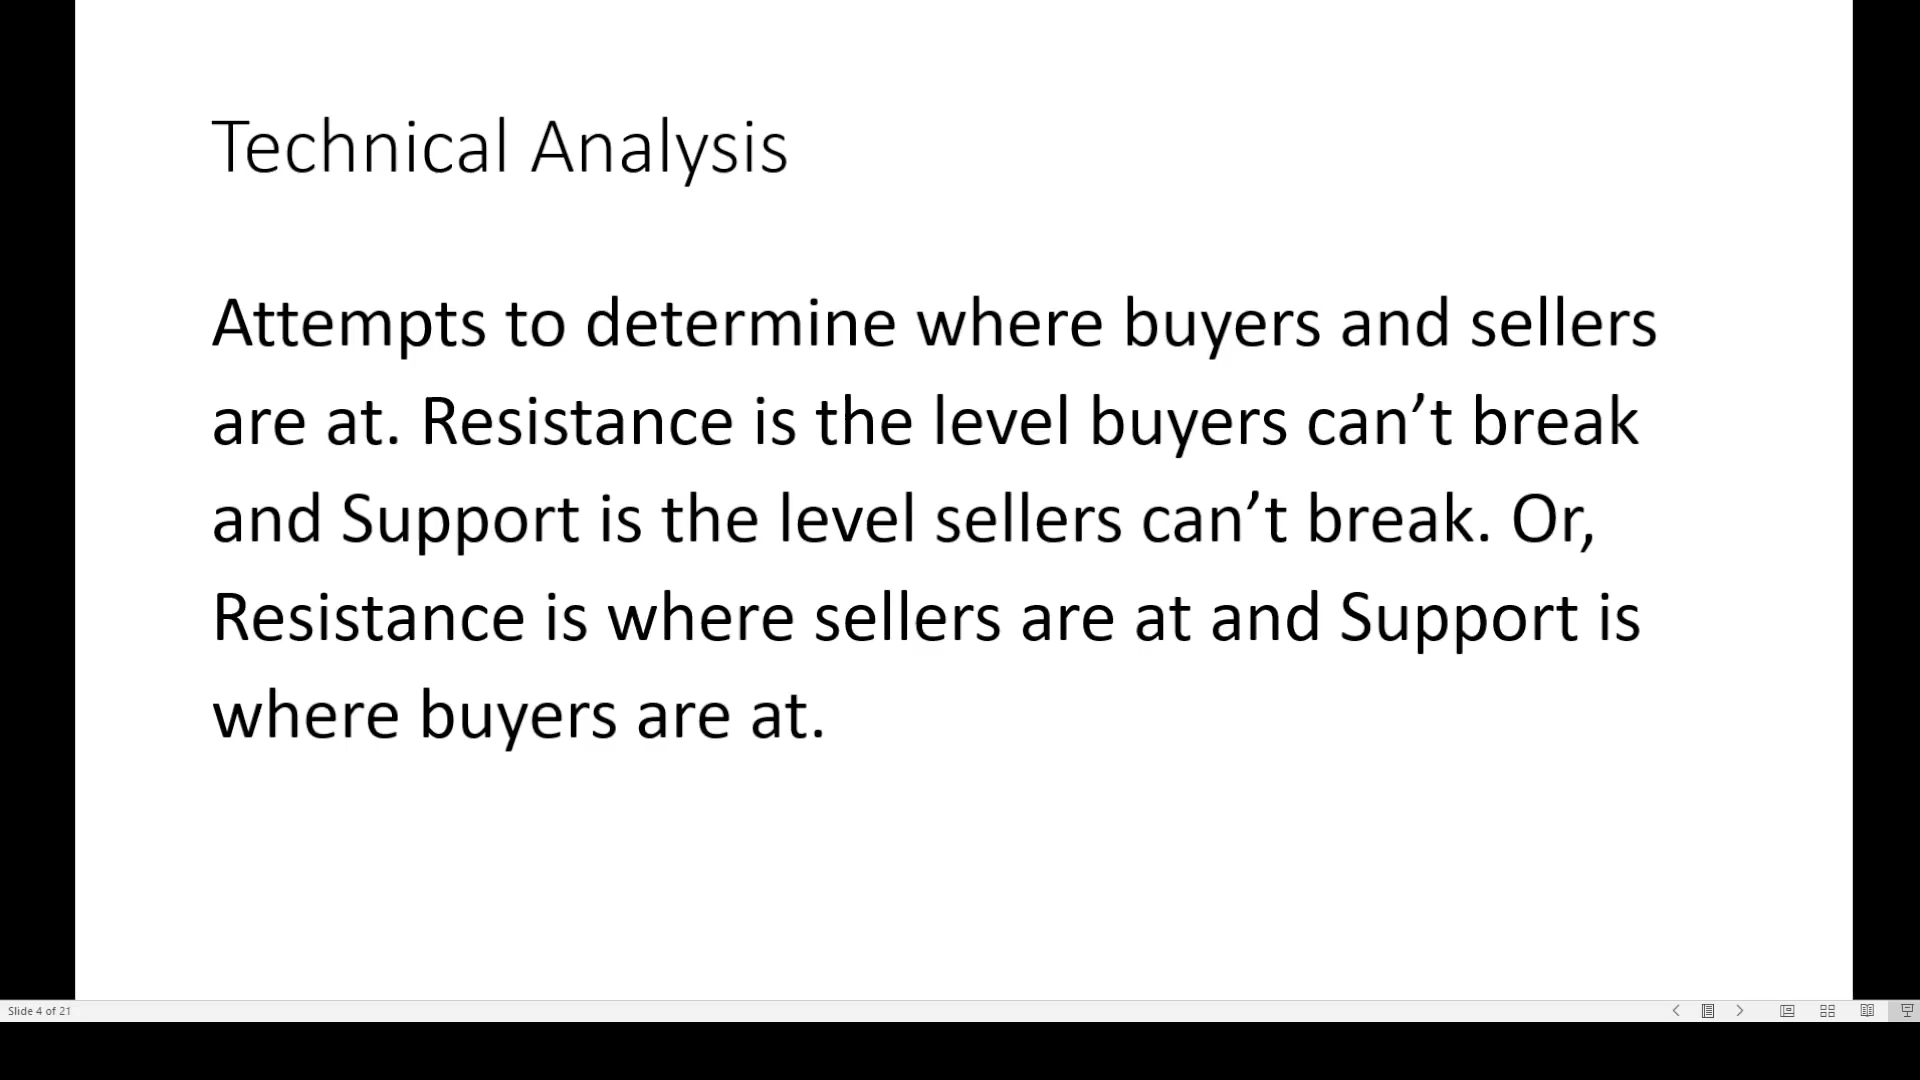 Technical Analysis
Attempts to determine where buyers and sellers
are at. Resistance is the level buyers can’t break
and Support is the level sellers can’t break. Or,
Resistance is where sellers are at and Support is
where buyers are at.
Slide 4 of 21